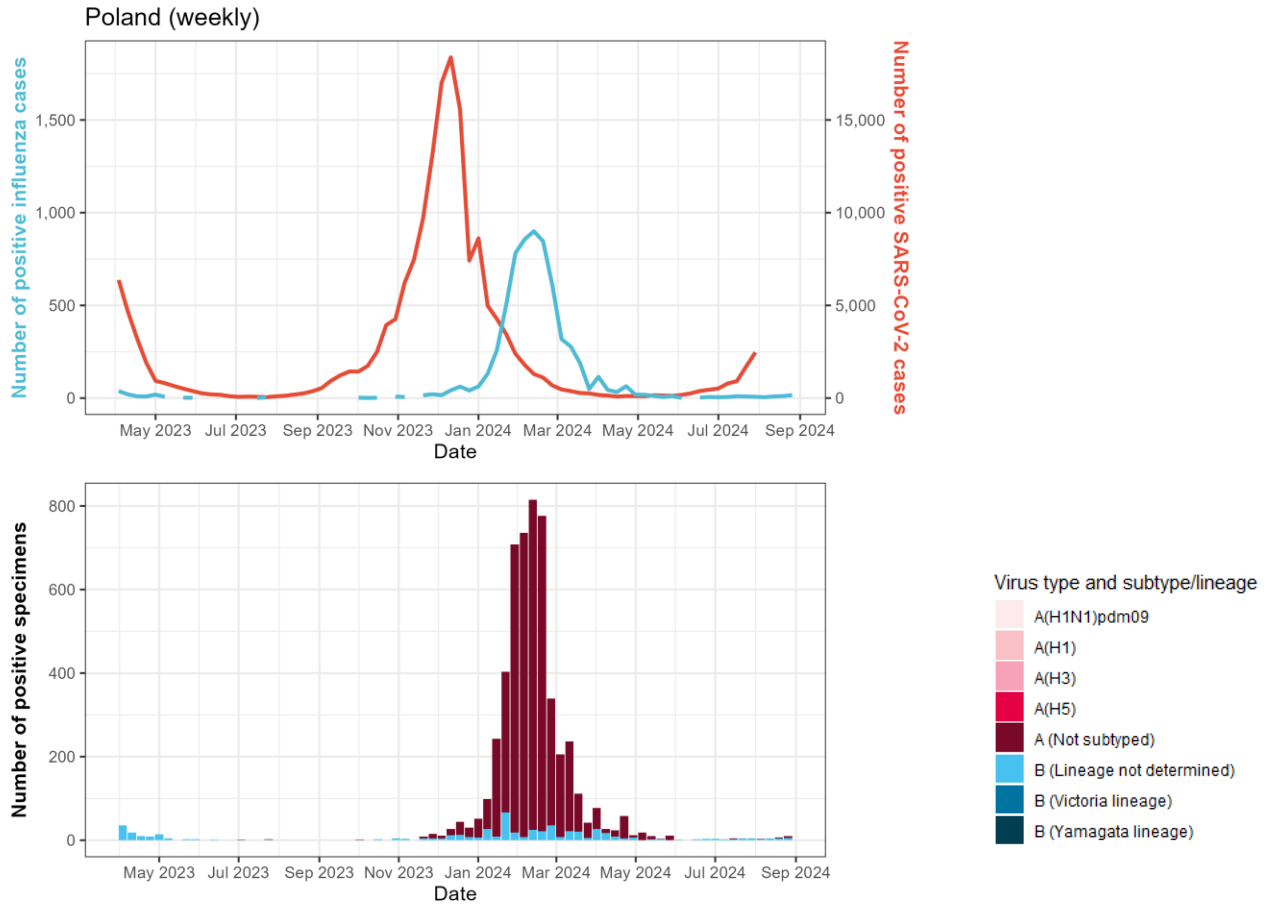 Poland (weekly)
Number of positive influenza cases
1,500
1,000
500
0
15,000
10,000
5,000
0
Number of positive SARS-CoV-2 cases
May 2023 Jul 2023 Sep 2023 Nov 2023 Jan 2024 Mar 2024 May 2024 Jul 2024 Sep 2024
Date
Number of positive specimens
800
600
400
200
0
May 2023 Jul 2023 Sep 2023 Nov 2023 Jan 2024 Mar 2024 May 2024 Jul 2024 Sep 2024
Date
Virus type and subtype/lineage
A(H1N1)pdm09
A(H1)
A(H3)
A(H5)
A (Not subtyped)
B (Lineage not determined)
B (Victoria lineage)
B (Yamagata lineage)